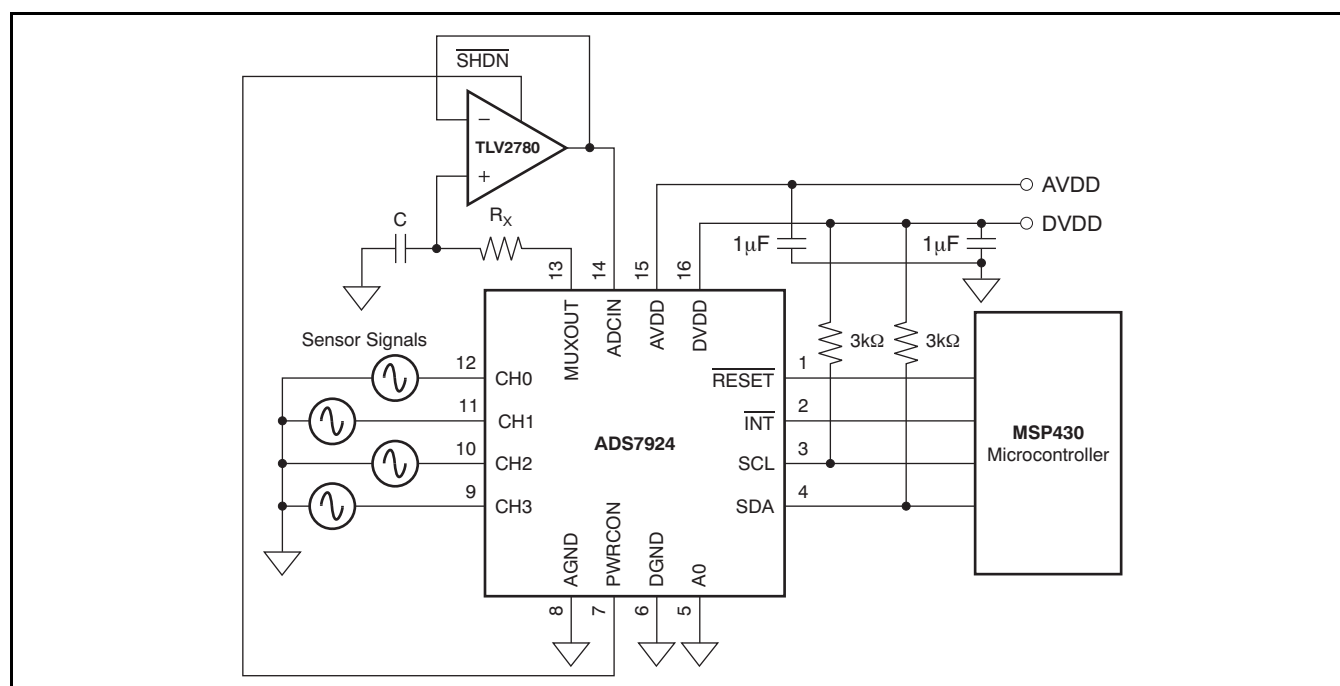 SHDN
TLV2780
−
+
C
RX
AVDD
DVDD
1μF
1μF
13
14
15
16
MUXOUT
ADCIN
AVDD
DVDD
3kΩ
3kΩ
Sensor Signals
12
CH0
11
CH1
10
CH2
9
CH3
ADS7924
RESET
1
INT
2
SCL
3
SDA
4
MSP430
Microcontroller
AGND
PWRCON
DGND
A0
8
7
6
5